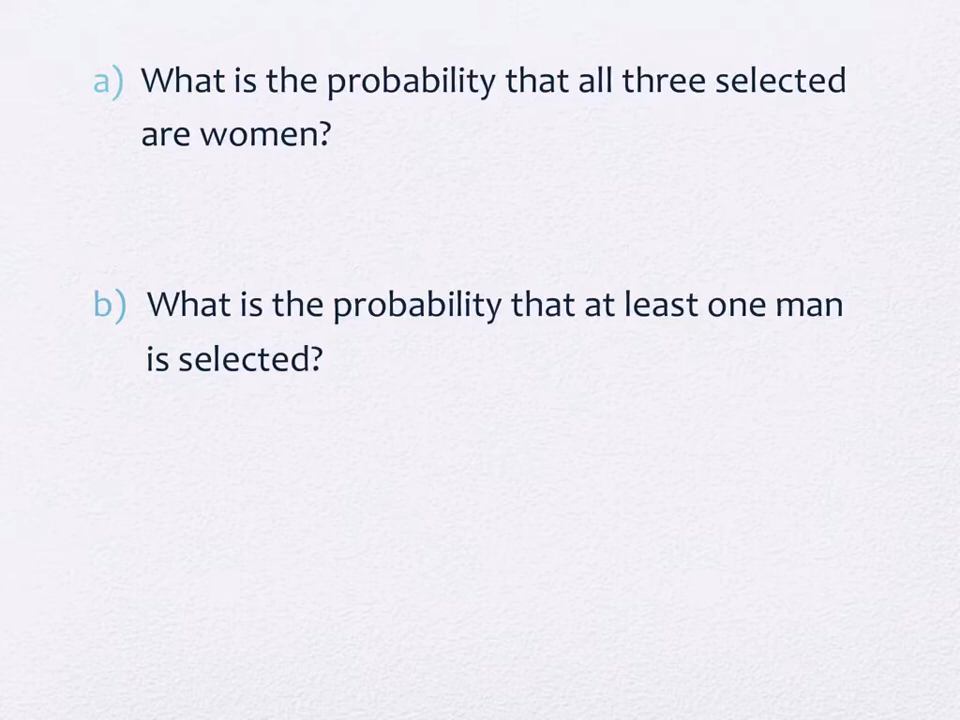 a) What is the probability that all three selected
are women?
b) What is the probability that at least one man
is selected?